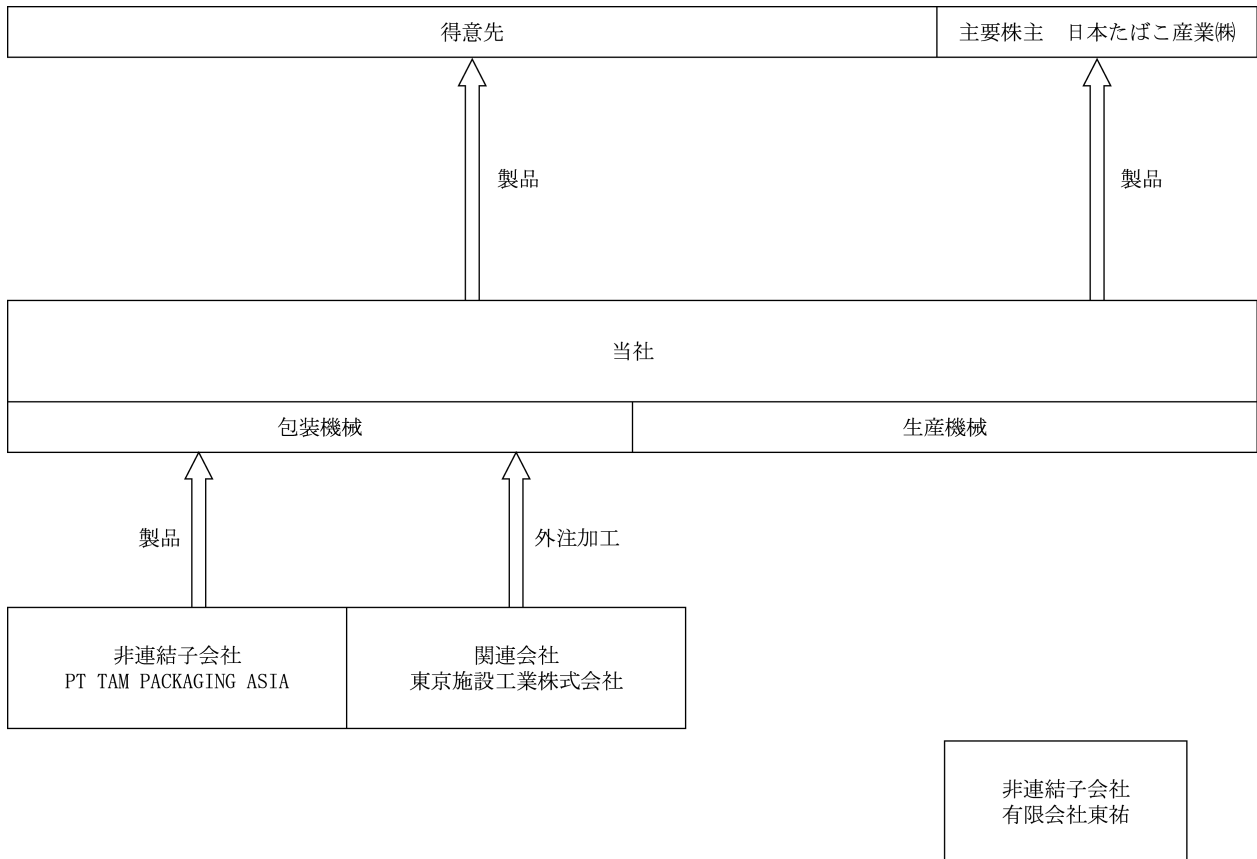 得意先
主要株主　日本たばこ産業㈱
製品
製品
当社
包装機械
生産機械
製品
外注加工
非連結子会社
PT TAM PACKAGING ASIA
関連会社
東京施設工業株式会社
非連結子会社
有限会社東祐